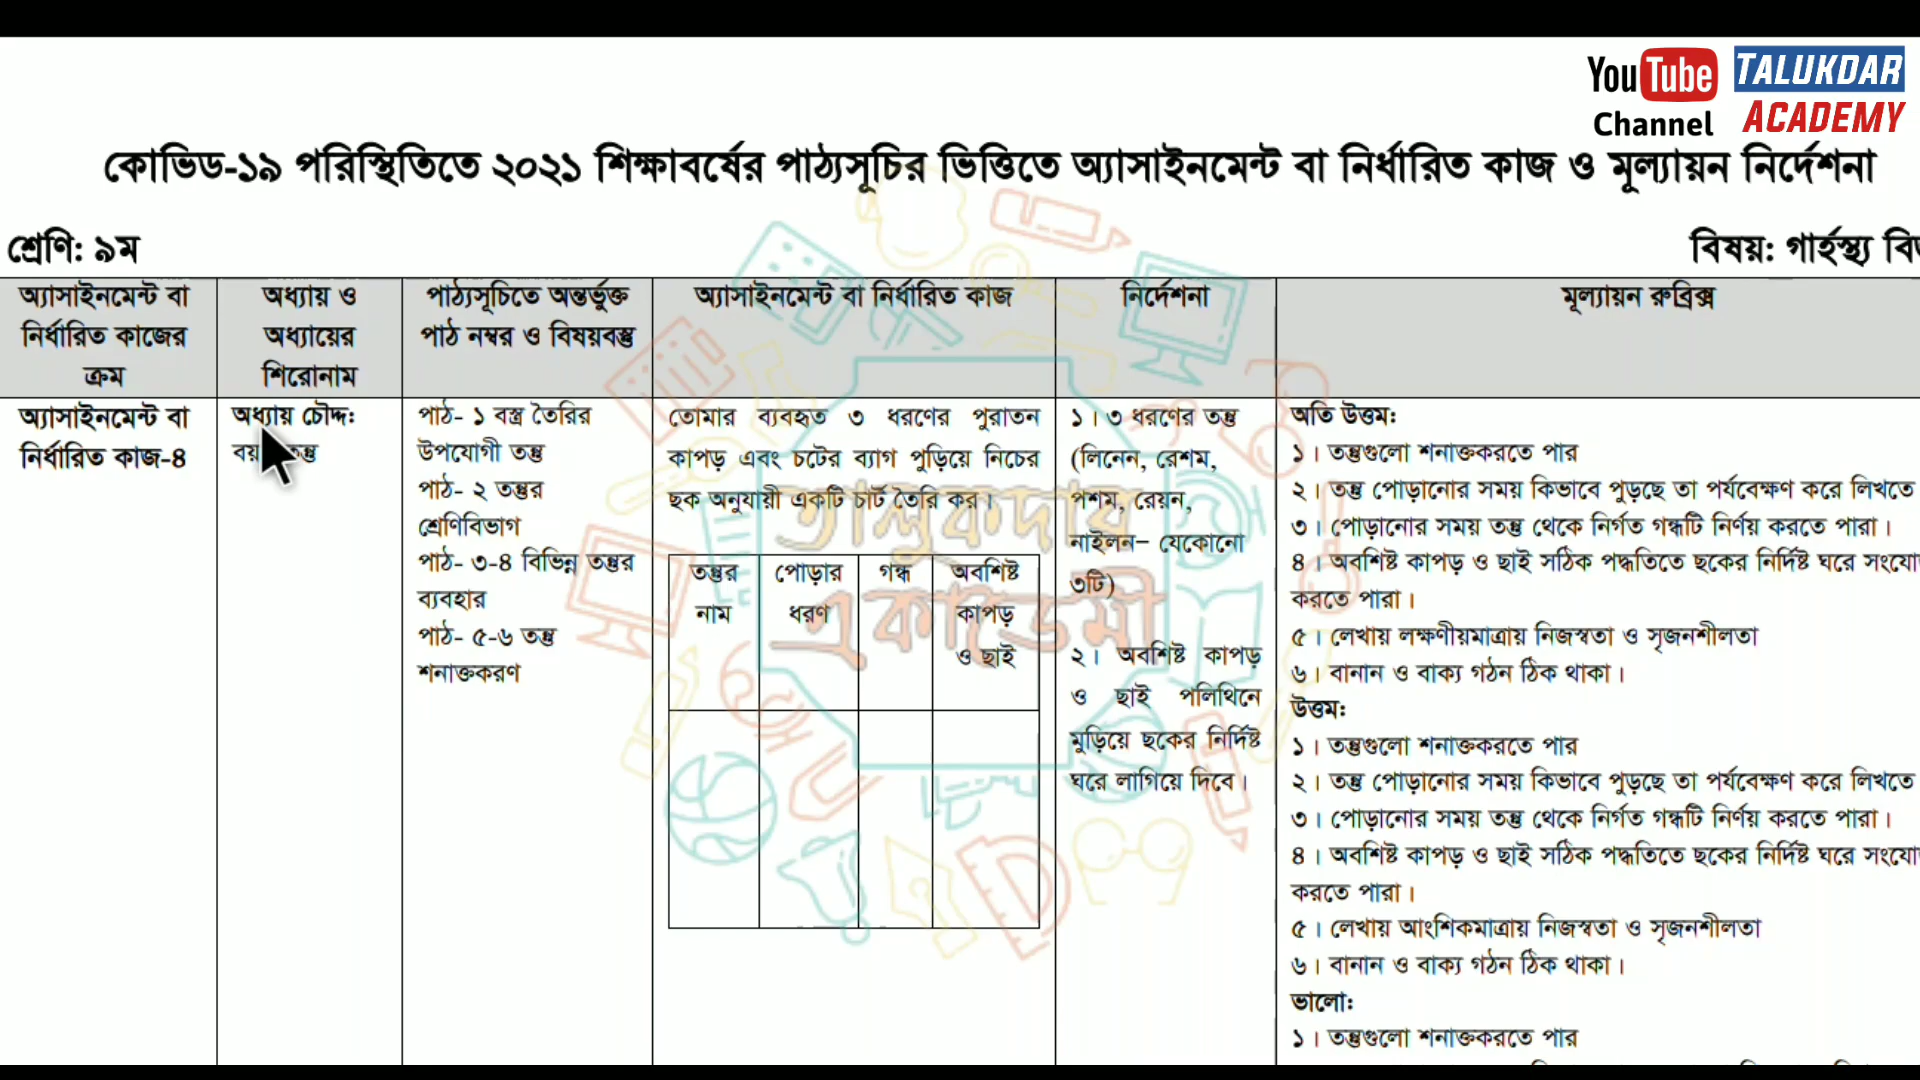 YouTube TALUKDAR
Channel ACADEMY
কোভিড-১৯ পরিস্থিতিতে ২০২১ শিক্ষাবর্ষের পাঠ্যসূচির ভিত্তিতে অ্যাসাইনমেন্ট বা নির্ধারিত কাজ ও মূল্যায়ন নির্দেশনা
শ্রেণি: ৯ম
বিষয়: গার্হস্থ্য
অ্যাসাইনমেন্ট বা
নির্ধারিত কাজের
ক্রম
অধ্যায় ও
অধ্যায়ের
শিরোনাম
পাঠ্যসূচিতে অন্তর্ভুক্ত
পাঠ নম্বর ও বিষয়বস্তু
অ্যাসাইনমেন্ট বা নির্ধারিত কাজ
নির্দেশনা
মূল্যায়ন রুব্রিক্স
অ্যাসাইনমেন্ট বা
নির্ধারিত কাজ-৪
অধ্যায় চৌদ্দ:
পাঠ- ১ বস্ত্র তৈরির
উপযোগী তন্তু
পাঠ- ২ তন্তুর
শ্রেণিবিভাগ
পাঠ- ৩-৪ বিভিন্ন তন্তুর
ব্যবহার
পাঠ- ৫-৬ তন্তু
শনাক্তকরণ
তোমার ব্যবহৃত ৩ ধরণের পুরাতন
কাপড় এবং চটের ব্যাগ পুড়িয়ে নিচের
ছক অনুযায়ী একটি চার্ট তৈরি কর।
তন্তুর
নাম
পোড়ার
ধরণ
গন্ধ
অবশিষ্ট
কাপড়
ও ছাই
১। ৩ ধরণের তন্তু
(লিনেন, রেশম,
পশম, রেয়ন,
নাইলন– যেকোনো
৩টি)
২। অবশিষ্ট কাপড়
ও ছাই পলিথিনে
মুড়িয়ে ছকের নির্দিষ্ট
ঘরে লাগিয়ে দিবে।
অতি উত্তম:
১। তন্তুগুলো শনাক্তকরতে পার
২। তন্তু পোড়ানোর সময় কিভাবে পুড়ছে তা পর্যবেক্ষণ করে লিখতে
৩। পোড়ানোর সময় তন্তু থেকে নির্গত গন্ধটি নির্ণয় করতে পারা।
৪। অবশিষ্ট কাপড় ও ছাই সঠিক পদ্ধতিতে ছকের নির্দিষ্ট ঘরে
করতে পারা।
৫। লেখায় লক্ষণীয়মাত্রায় নিজস্বতা ও সৃজনশীলতা
৬। বানান ও বাক্য গঠন ঠিক থাকা।
উত্তম:
১। তন্তুগুলো শনাক্তকরতে পার
২। তন্তু পোড়ানোর সময় কিভাবে পুড়ছে তা পর্যবেক্ষণ করে লিখতে
৩। পোড়ানোর সময় তন্তু থেকে নির্গত গন্ধটি নির্ণয় করতে পারা।
৪। অবশিষ্ট কাপড় ও ছাই সঠিক পদ্ধতিতে ছকের নির্দিষ্ট ঘরে
করতে পারা।
৫। লেখায় আংশিকমাত্রায় নিজস্বতা ও সৃজনশীলতা
৬। বানান ও বাক্য গঠন ঠিক থাকা।
ভালো:
১। তন্তুগুলো শনাক্তকরতে পার
তালুকদার
একাডেমী